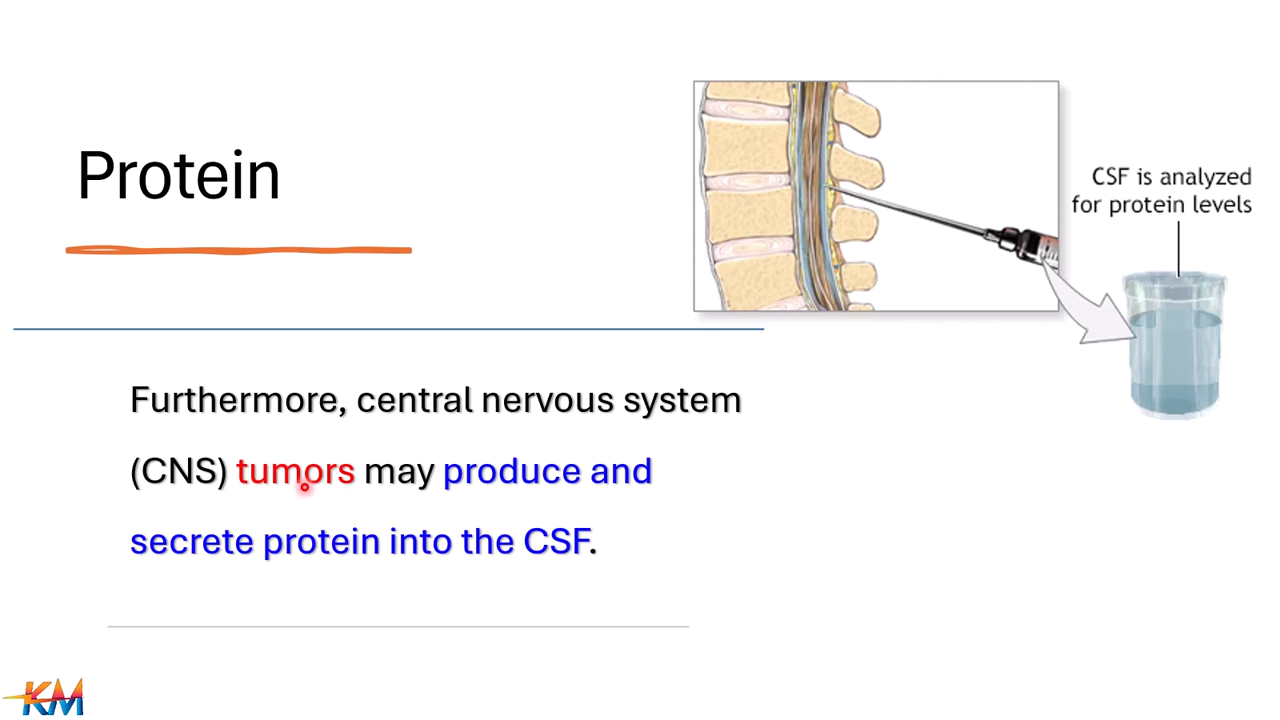 Protein
CSF is analyzed
for protein levels
Furthermore, central nervous system
(CNS) tumors may produce and
secrete protein into the CSF.
KM